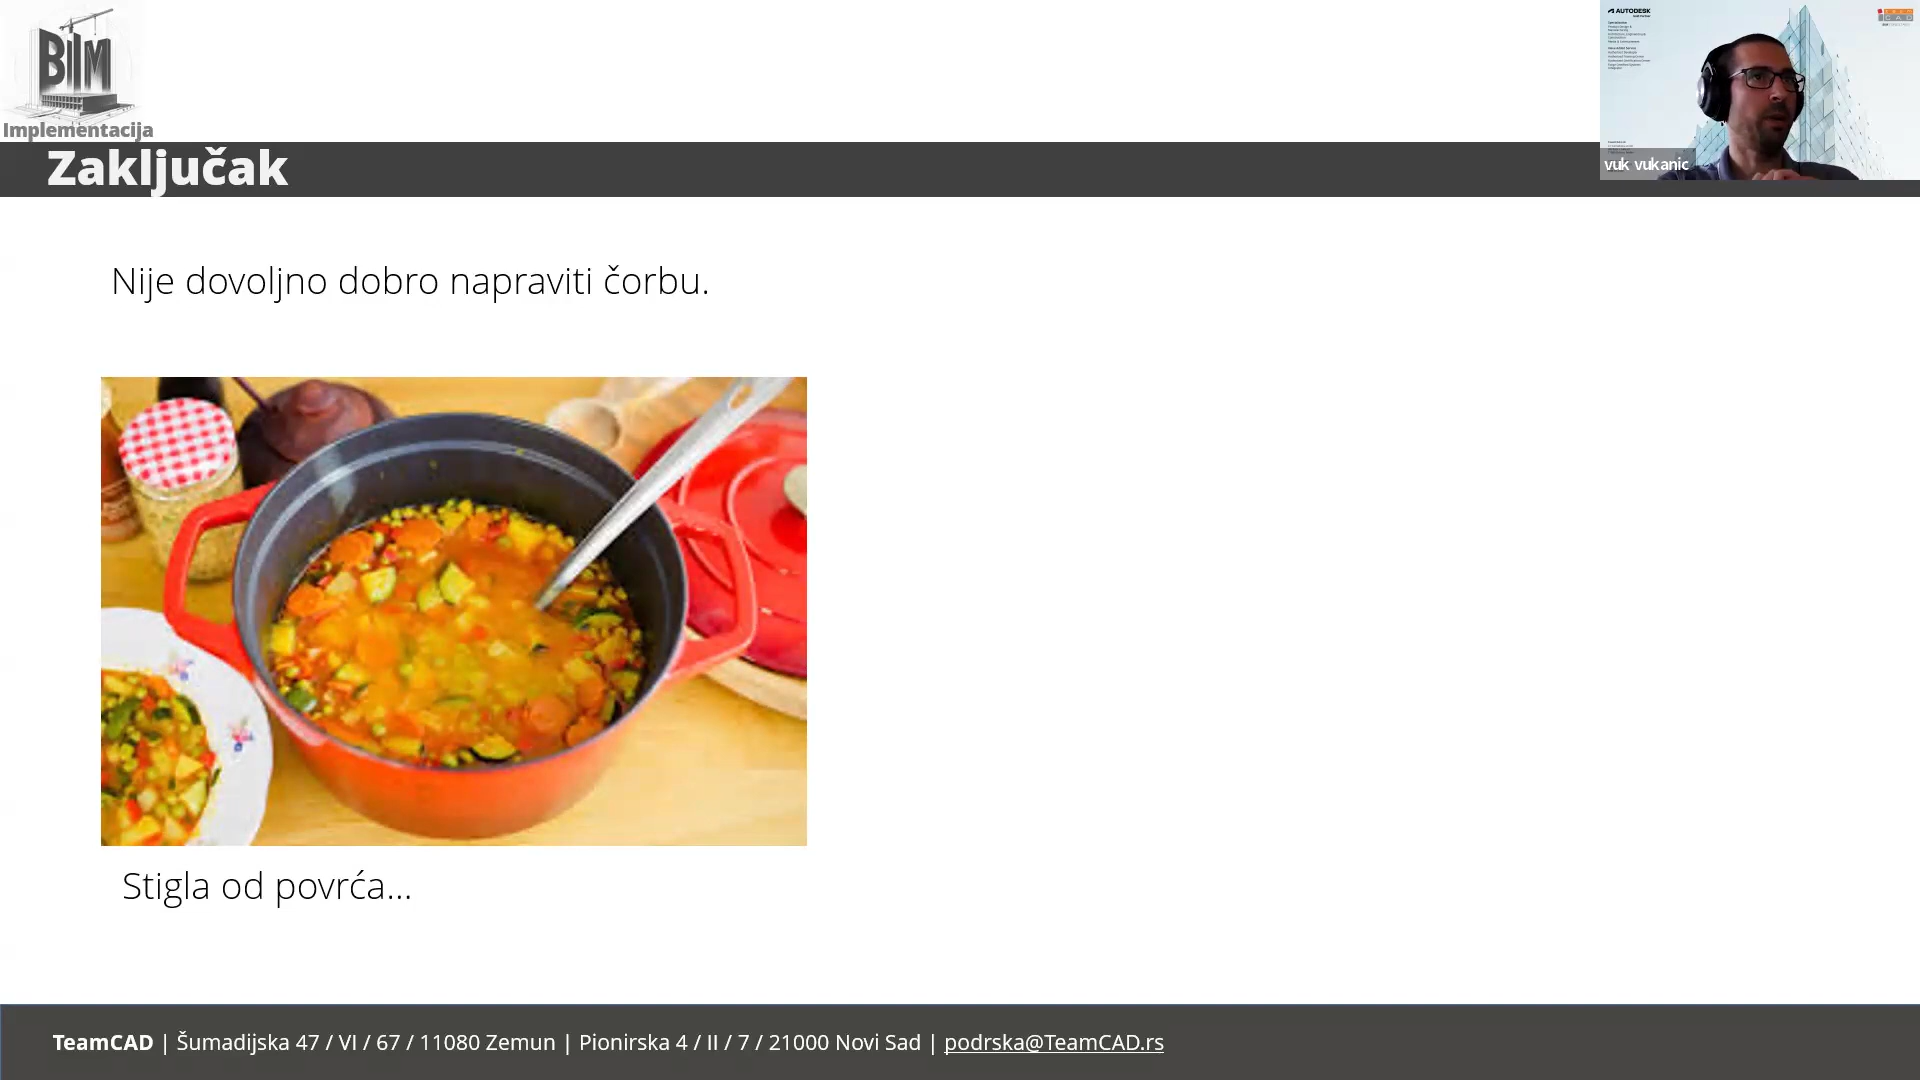 BIM
Implementacija
Zaključak
AUTODESK
vuk vukanic
Nije dovoljno dobro napraviti čorbu.
Stigla od povrća...
TeamCAD | Šumadijska 47 / VI / 67 / 11080 Zemun | Pionirska 4 / II / 7 / 21000 Novi Sad | podrska@TeamCAD.rs